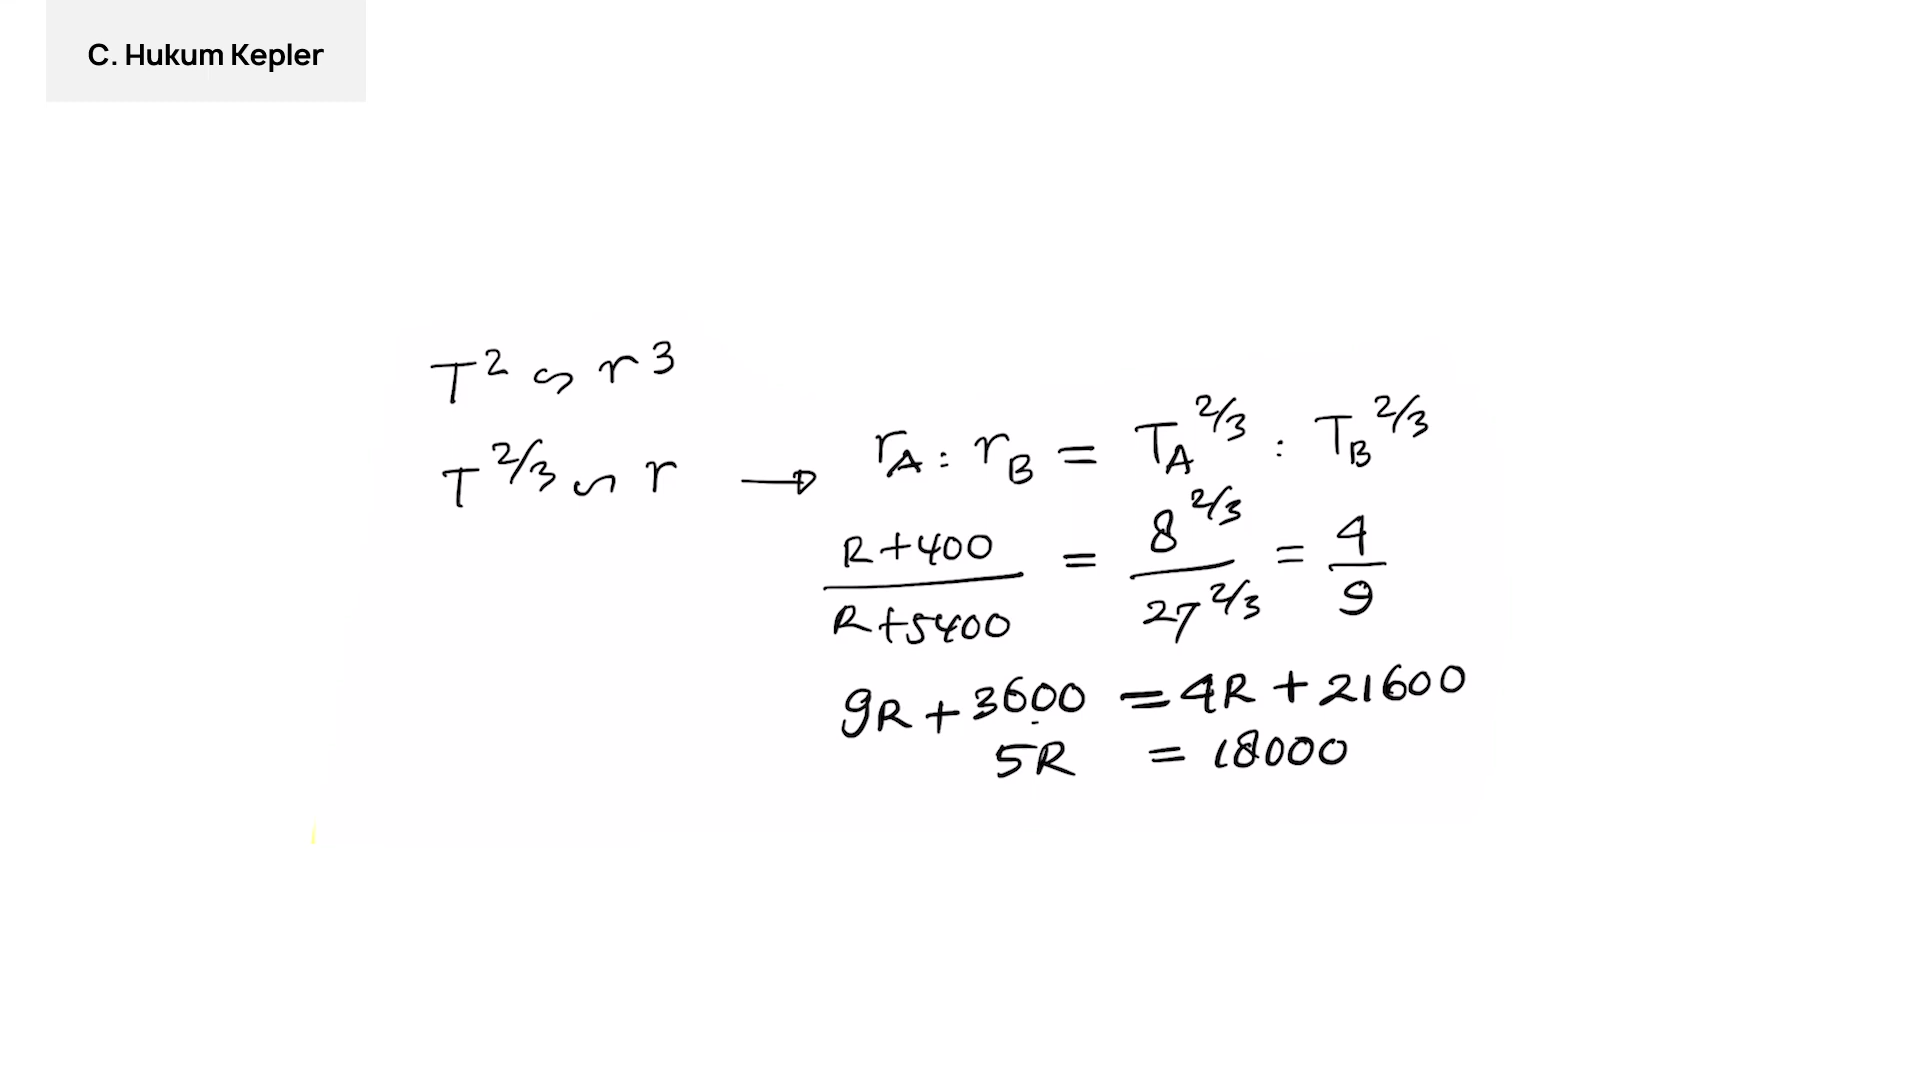 C. Hukum Kepler
T² ∽ r³
T^2/3 ∽ r → r_A : r_B = T_A^2/3 : T_B^2/3
R+400 / R+5400 = 8^2/3 / 27^2/3 = 4/9
9R + 3600 = 4R + 21600
5R = 18000